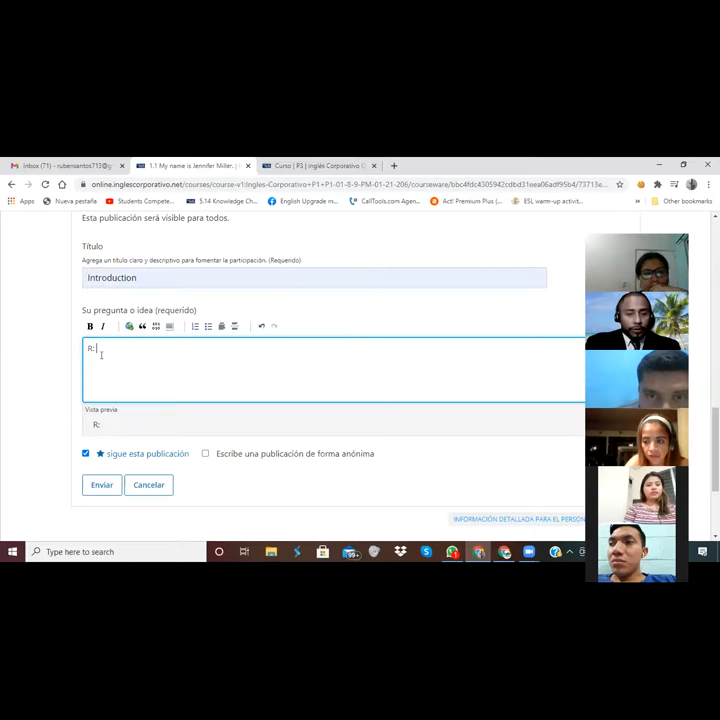 Inbox (71) - rubensantos713@g
1.1 My name is Jennifer Miller. |
Curso | P3 | Inglés Corporativo
online.inglescorporativo.net/courses/course-v1:Ingles-Corporativo+P1+P1-01-8-9-PM-01-21-206/courseware/bbc4fdc4305942cdbd31eea06adf95b4/73713e...
Apps
Nueva pestaña
Students Compete...
5.14 Knowledge Ch...
English Upgrade m...
CallTools.com Agen...
Act! Premium Plus (...
ESL warm-up activit...
»
Other bookmarks
Esta publicación será visible para todos.
Título
Agrega un título claro y descriptivo para fomentar la participación. (Requerido)
Introduction
Su pregunta o idea (requerido)
B I
R:
Vista previa
R:
sigue esta publicación
Escribe una publicación de forma anónima
Enviar
Cancelar
INFORMACIÓN DETALLADA PARA EL PERSON
Type here to search
99+